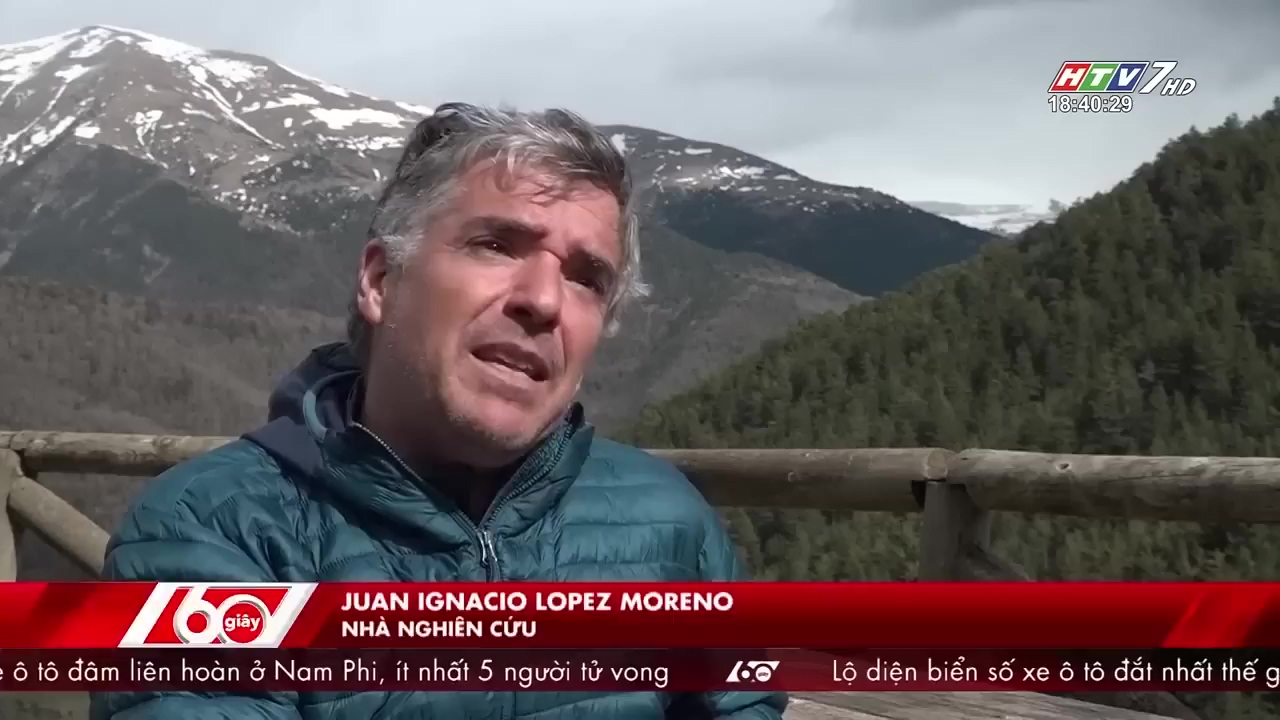 HTV7 HD
18:40:29
60 giây
JUAN IGNACIO LOPEZ MORENO
NHÀ NGHIÊN CỨU
ô tô đâm liên hoàn ở Nam Phi, ít nhất 5 người tử vong
60 giây
Lộ diện biển số xe ô tô đắt nhất thế